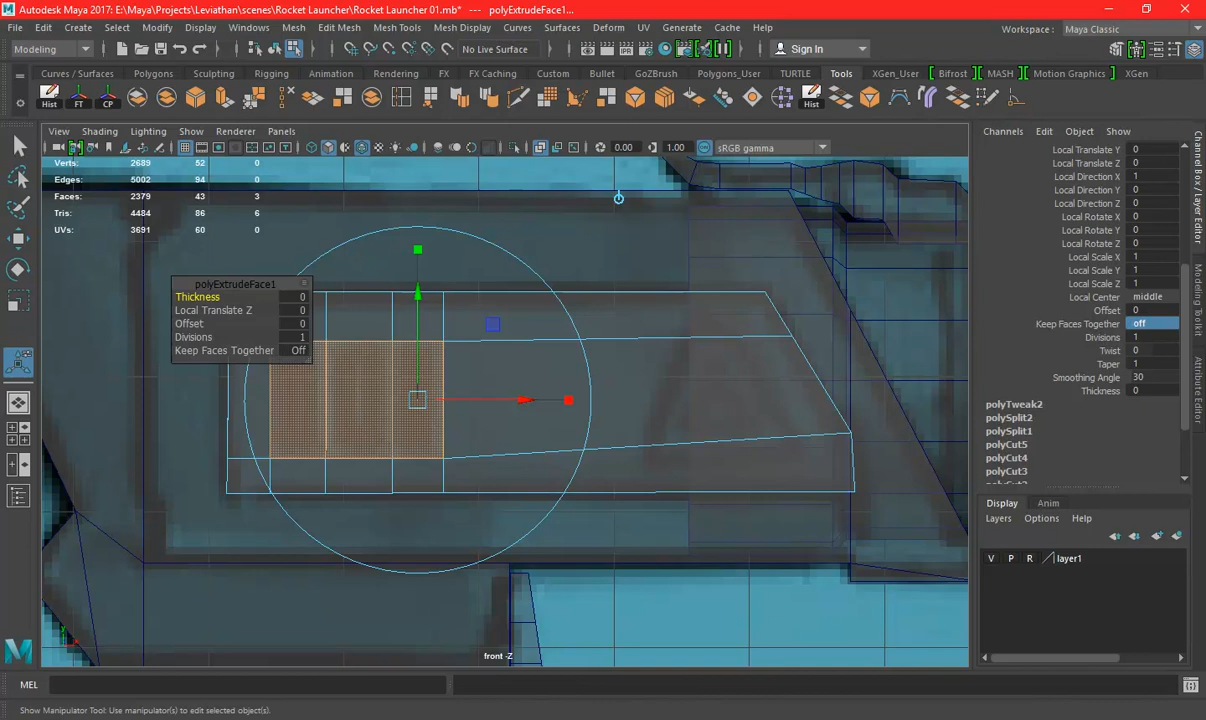 Autodesk Maya 2017: E:\Maya\Projects\Leviathan\scenes\Rocket Launcher\Rocket Launcher 01.mb* --- polyExtrudeFace1...
File Edit Create Select Modify Display Windows Mesh Edit Mesh Mesh Tools Mesh Display Curves Surfaces Deform UV Generate Cache Help Workspace: Maya Classic
Modeling No Live Surface Sign In
Curves / Surfaces Polygons Sculpting Rigging Animation Rendering FX FX Caching Custom Bullet GoZBrush Polygons_User TURTLE Tools XGen_User Bifrost MASH Motion Graphics XGen
Hist FT CP Hist
View Shading Lighting Show Renderer Panels
0.00 1.00 sRGB gamma
Verts: 2689 52 0
Edges: 5002 94 0
Faces: 2379 43 3
Tris: 4484 86 6
UVs: 3691 60 0
polyExtrudeFace1
Thickness 0
Local Translate Z 0
Offset 0
Divisions 1
Keep Faces Together Off
front -Z
Channels Edit Object Show
Local Translate Y 0
Local Translate Z 0
Local Direction X 1
Local Direction Y 0
Local Direction Z 0
Local Rotate X 0
Local Rotate Y 0
Local Rotate Z 0
Local Scale X 1
Local Scale Y 1
Local Scale Z 1
Local Center middle
Offset 0
Keep Faces Together off
Divisions 1
Twist 0
Taper 1
Smoothing Angle 30
Thickness 0
polyTweak2
polySplit2
polySplit1
polyCut5
polyCut4
polyCut3
Display Anim
Layers Options Help
V P R layer1
Channel Box / Layer Editor
Modeling Toolkit
Attribute Editor
MEL
Show Manipulator Tool: Use manipulator(s) to edit selected object(s).